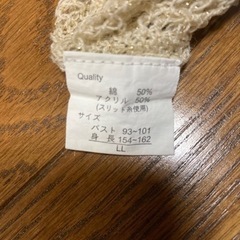 Quality
綿 50%
アクリル 50%
(スリット糸使用)
サイズ
バスト 93~101
身長 154~162
LL